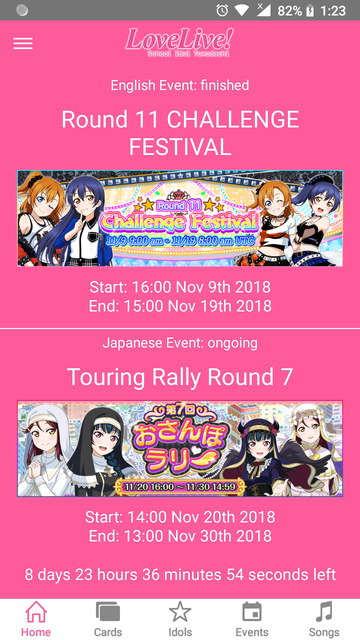 82% 1:23
LoveLive!
School Idol Tomodachi
English Event: finished
Round 11 CHALLENGE
FESTIVAL
Round 11
Challenge Festival
11/9 9:00 am - 11/19 8:00 am UTC
Start: 16:00 Nov 9th 2018
End: 15:00 Nov 19th 2018
Japanese Event: ongoing
Touring Rally Round 7
第7回
おさんぽ
ラリー
11/20 16:00～11/30 14:59
Start: 14:00 Nov 20th 2018
End: 13:00 Nov 30th 2018
8 days 23 hours 36 minutes 54 seconds left
Home Cards Idols Events Songs